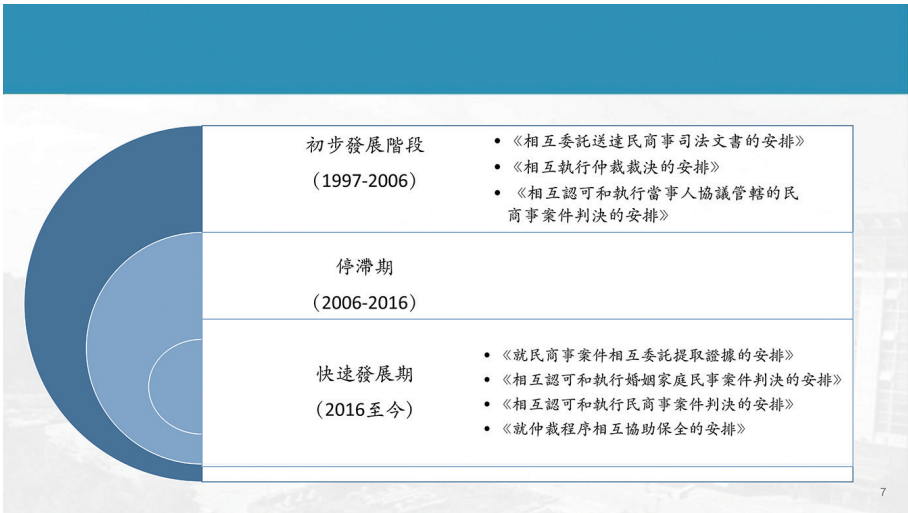 初步發展階段
（1997-2006）
• 《相互委託送達民商事司法文書的安排》
• 《相互執行仲裁裁決的安排》
• 《相互認可和執行當事人協議管轄的民
商事案件判決的安排》
停滯期
（2006-2016）
快速發展期
（2016至今）
• 《就民商事案件相互委託提取證據的安排》
• 《相互認可和執行婚姻家庭民事案件判決的安排》
• 《相互認可和執行民商事案件判決的安排》
• 《就仲裁程序相互協助保全的安排》
7